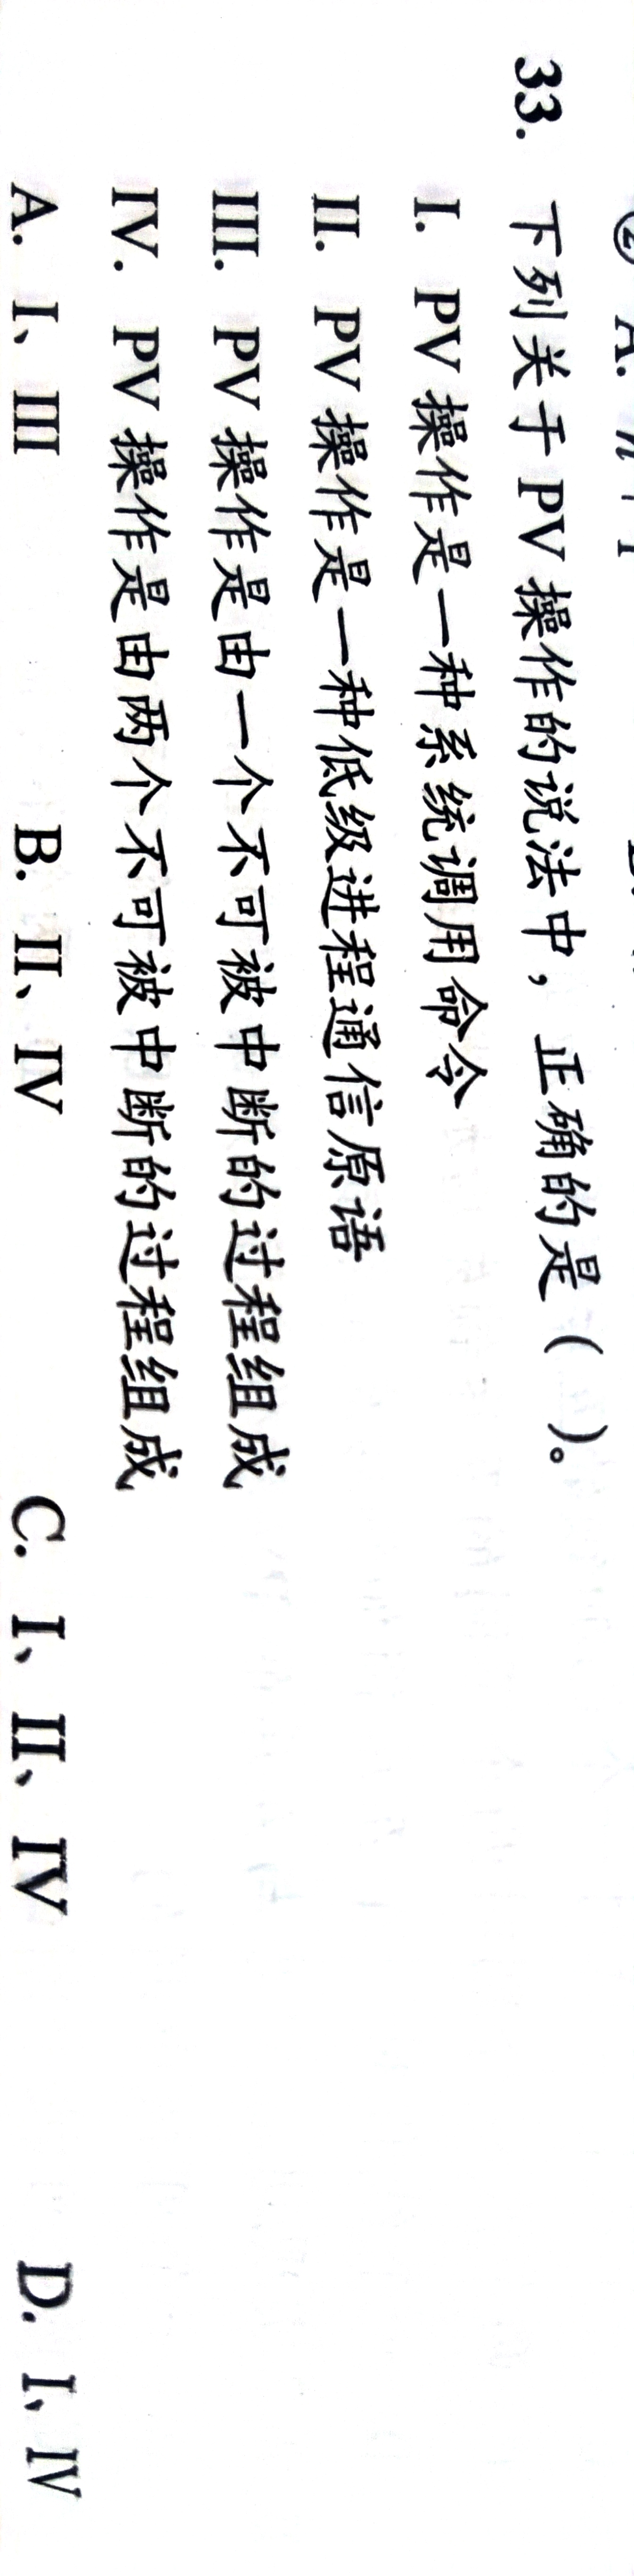 ② A. n+1
33. 下列关于 PV 操作的说法中，正确的是（ ）。
I. PV 操作是一种系统调用命令
II. PV 操作是一种低级进程通信原语
III. PV 操作是由一个不可被中断的过程组成
IV. PV 操作是由两个不可被中断的过程组成
A. I、III B. II、IV C. I、II、IV D. I、IV